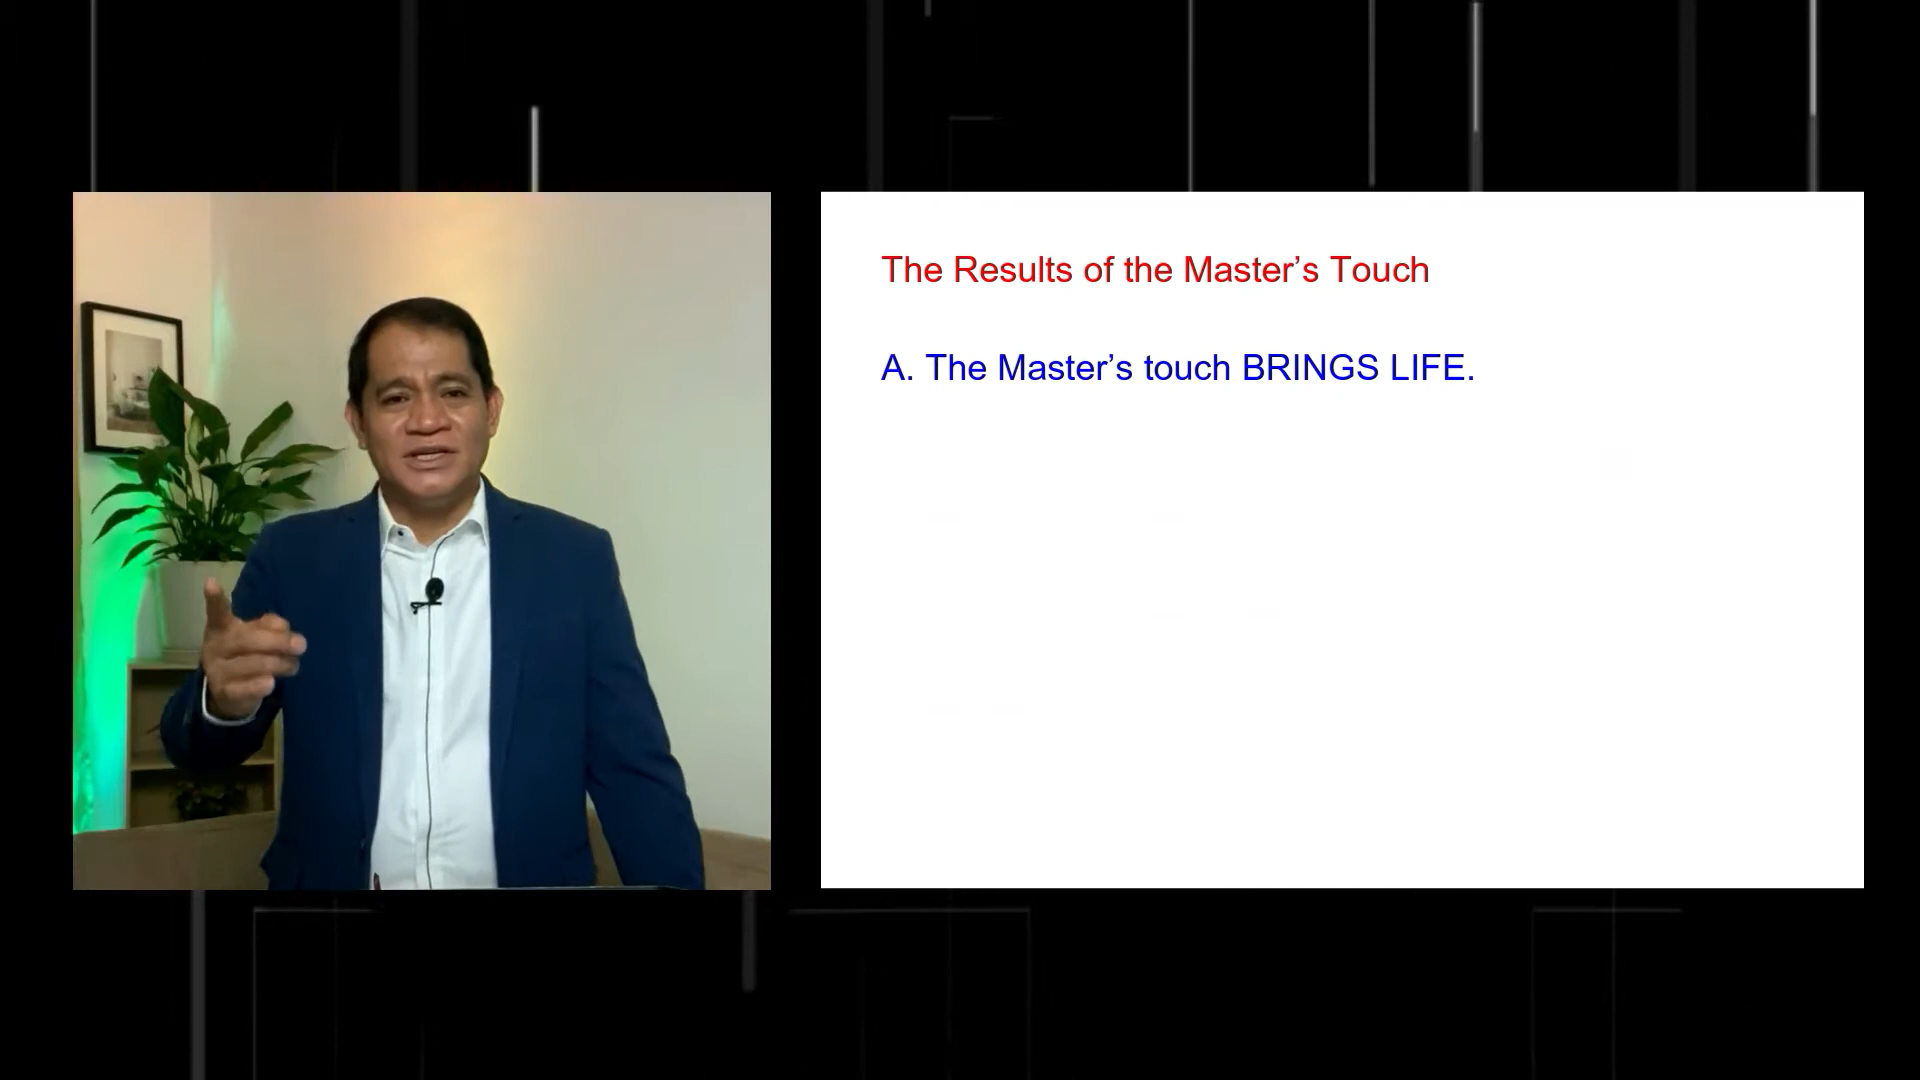 The Results of the Master’s Touch
A. The Master’s touch BRINGS LIFE.